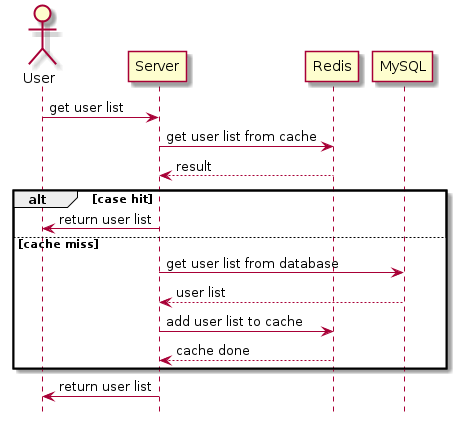 User
Server
Redis
MySQL
get user list
get user list from cache
result
alt [case hit]
return user list
[cache miss]
get user list from database
user list
add user list to cache
cache done
return user list